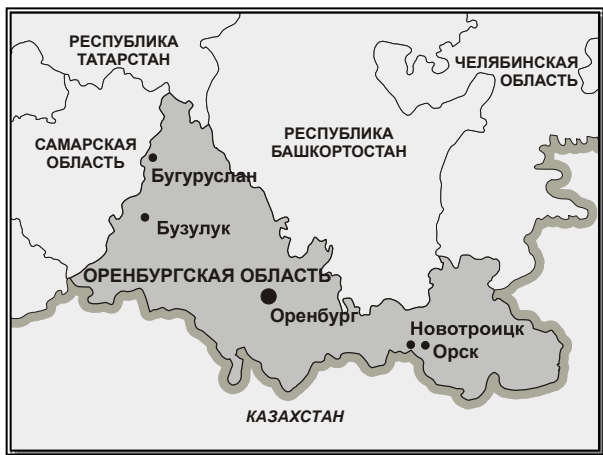 РЕСПУБЛИКА
ТАТАРСТАН
ЧЕЛЯБИНСКАЯ
ОБЛАСТЬ
САМАРСКАЯ
ОБЛАСТЬ
РЕСПУБЛИКА
БАШКОРТОСТАН
Бугуруслан
Бузулук
ОРЕНБУРГСКАЯ ОБЛАСТЬ
Оренбург
Новотроицк
Орск
КАЗАХСТАН